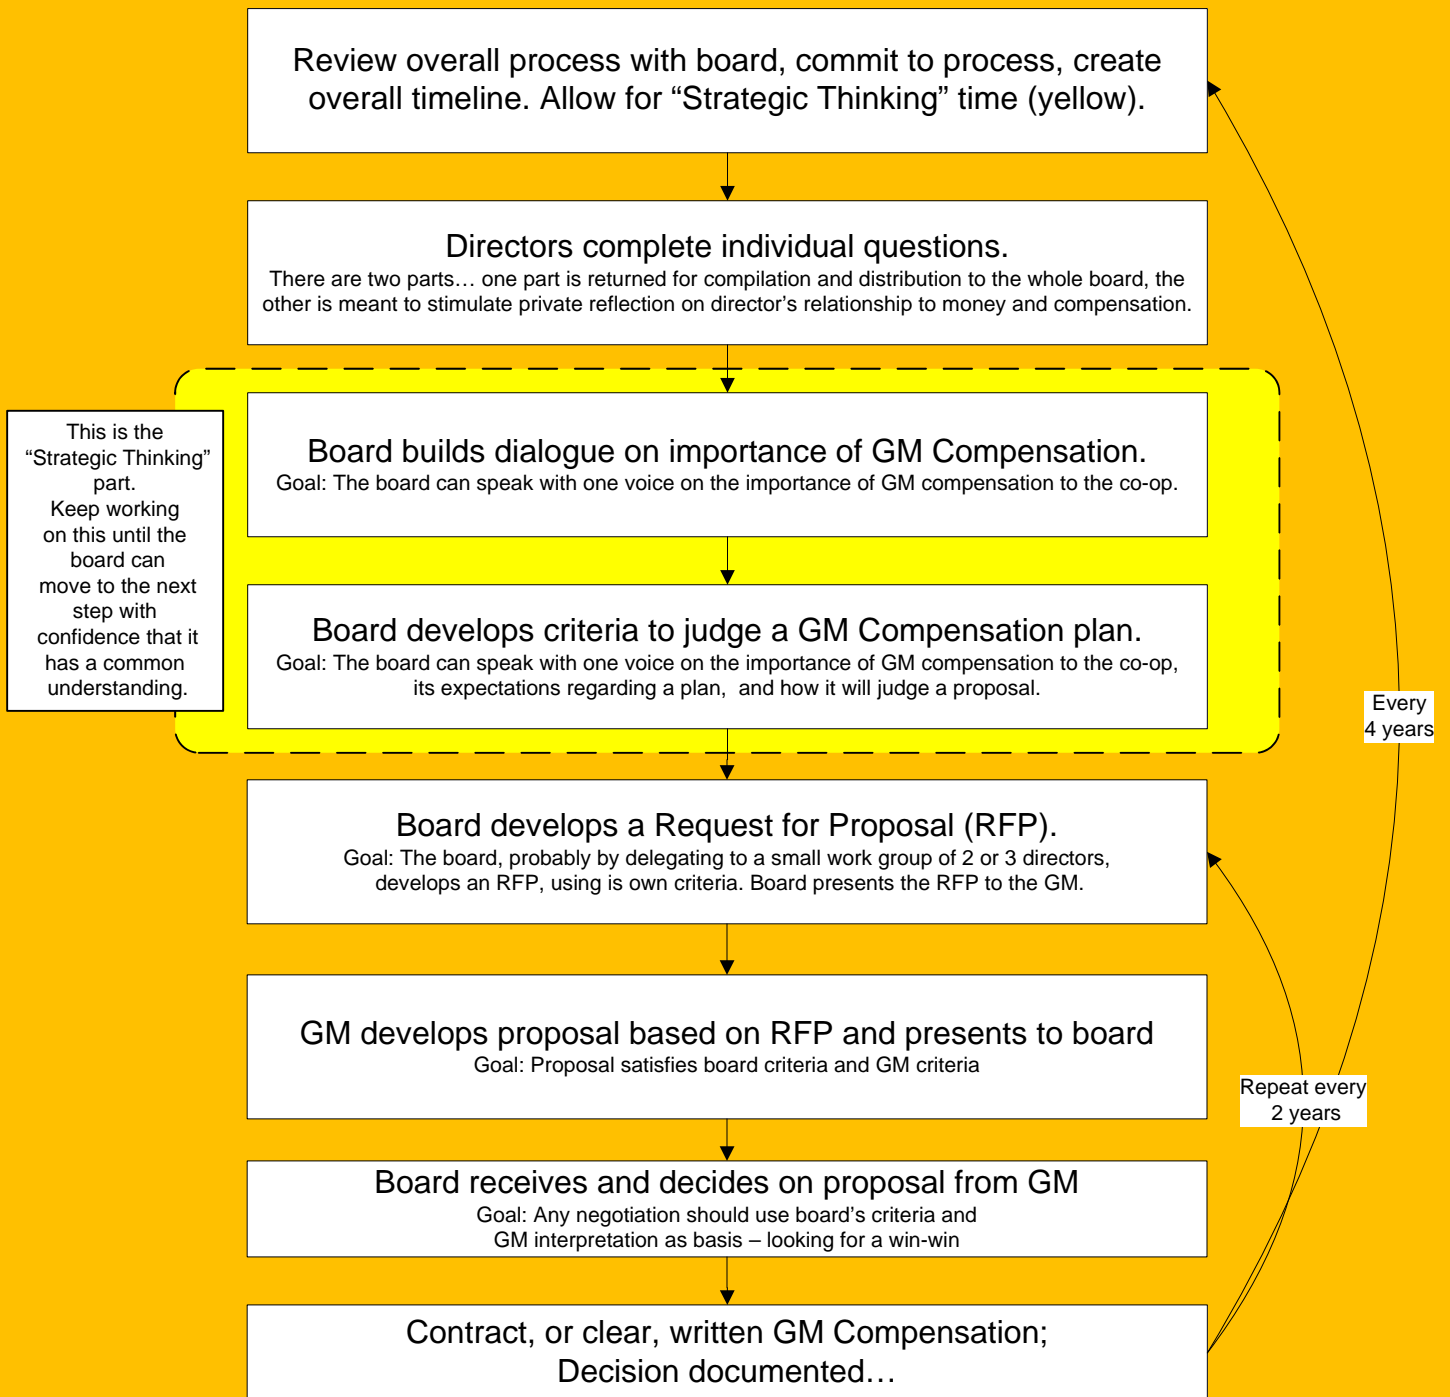 Review overall process with board, commit to process, create
overall timeline. Allow for “Strategic Thinking” time (yellow).
Directors complete individual questions.
There are two parts… one part is returned for compilation and distribution to the whole board, the
other is meant to stimulate private reflection on director’s relationship to money and compensation.
This is the
“Strategic Thinking”
part.
Keep working
on this until the
board can
move to the next
step with
confidence that it
has a common
understanding.
Board builds dialogue on importance of GM Compensation.
Goal: The board can speak with one voice on the importance of GM compensation to the co-op.
Board develops criteria to judge a GM Compensation plan.
Goal: The board can speak with one voice on the importance of GM compensation to the co-op,
its expectations regarding a plan,  and how it will judge a proposal.
Every
4 years
Board develops a Request for Proposal (RFP).
Goal: The board, probably by delegating to a small work group of 2 or 3 directors,
develops an RFP, using is own criteria. Board presents the RFP to the GM.
GM develops proposal based on RFP and presents to board
Goal: Proposal satisfies board criteria and GM criteria
Repeat every
2 years
Board receives and decides on proposal from GM
Goal: Any negotiation should use board’s criteria and
GM interpretation as basis – looking for a win-win
Contract, or clear, written GM Compensation;
Decision documented…